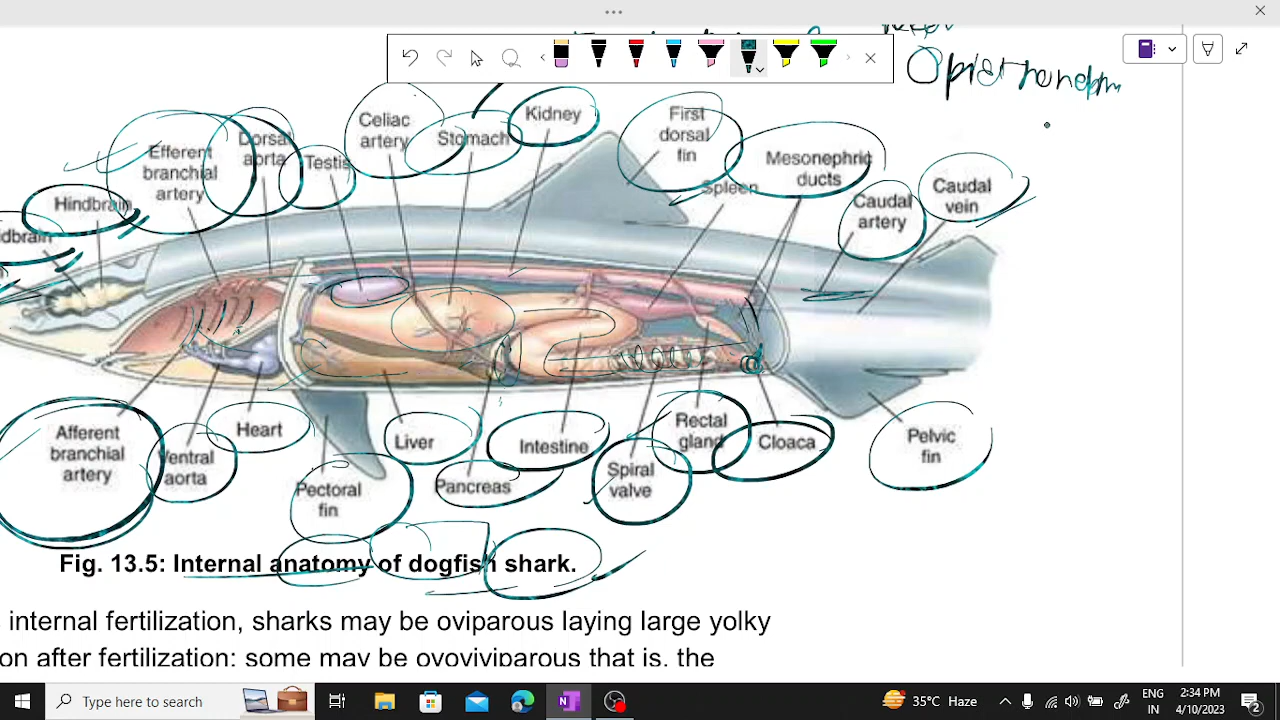 Kidney
First
dorsal
fin
Celiac
artery
Stomach
Dorsal
aorta
Efferent
branchial
artery
Testis
Mesonephric
ducts
Spleen
Caudal
vein
Caudal
artery
Hindbrain
dbrain
Afferent
branchial
artery
Ventral
aorta
Heart
Pectoral
fin
Liver
Pancreas
Intestine
Spiral
valve
Rectal
gland
Cloaca
Pelvic
fin
Fig. 13.5: Internal anatomy of dogfish shark.
internal fertilization, sharks may be oviparous laying large yolky
on after fertilization: some may be ovoviviparous that is, the
Type here to search
35°C Haze
ENG
IN
2:34 PM
4/10/2023
2